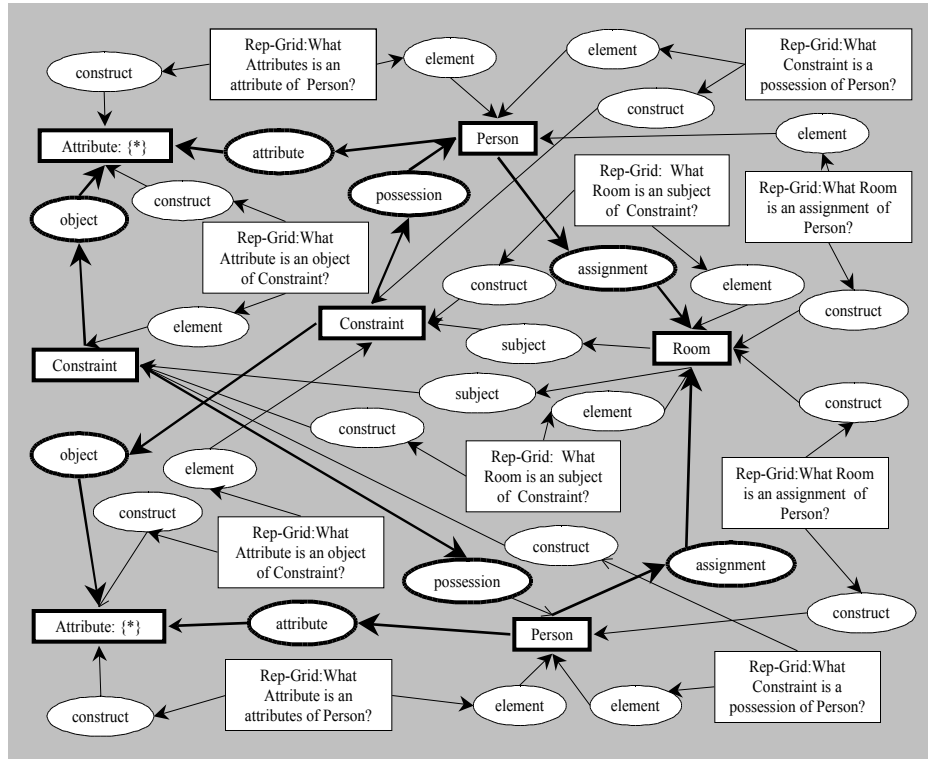 Rep-Grid:What
Attributes is an
attribute of Person?
element
element
Rep-Grid:What
Constraint is a
possession of Person?
construct
construct
Attribute: {*}
attribute
Person
element
construct
possession
Rep-Grid: What
Room is an subject
of Constraint?
Rep-Grid:What Room
is an assignment of
Person?
object
Rep-Grid:What
Attribute is an object
of Constraint?
assignment
construct
element
construct
element
Constraint
subject
Room
Constraint
subject
element
construct
construct
object
element
Rep-Grid: What
Room is an subject
of Constraint?
Rep-Grid:What Room
is an assignment of
Person?
construct
Rep-Grid:What
Attribute is an object
of Constraint?
construct
possession
assignment
Attribute: {*}
attribute
Person
construct
Rep-Grid:What
Attribute is an
attributes of Person?
Rep-Grid:What
Constraint is a
possession of Person?
construct
element
element